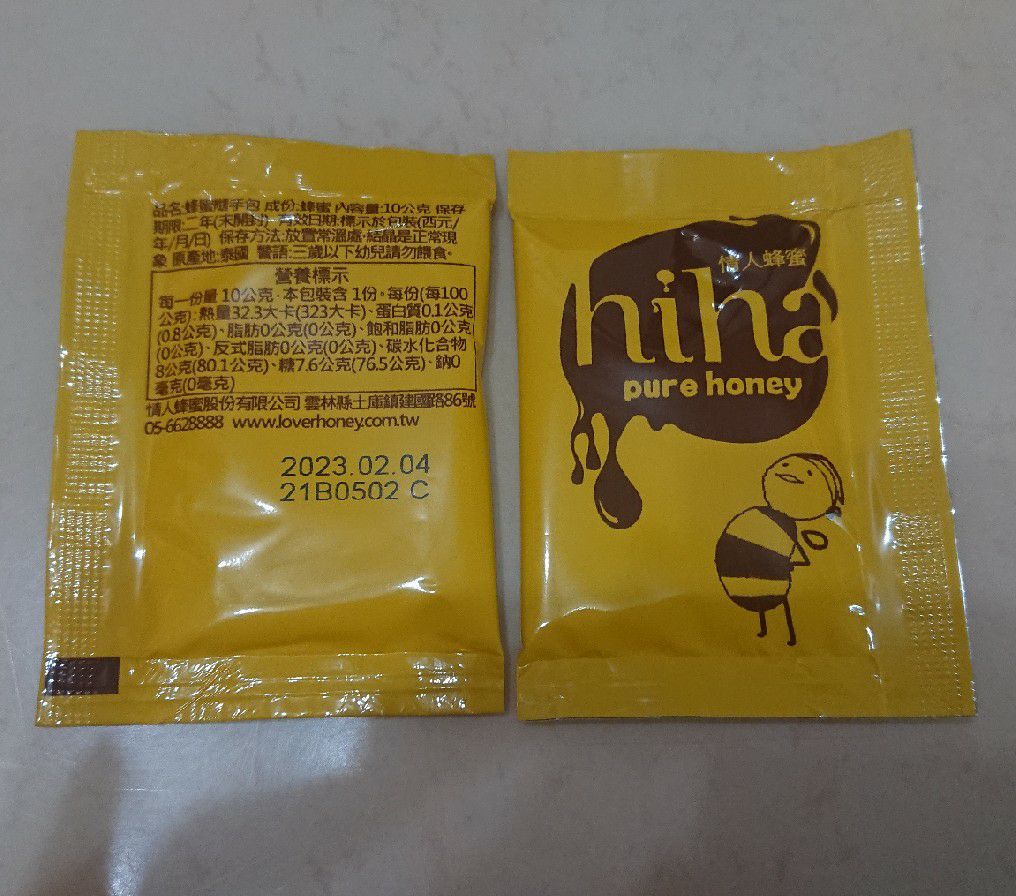 品名:蜂蜜隨手包 成份:蜂蜜 內容量:10公克 保存
期限:二年(未開封) 有效日期:標示於包裝(西元/
年/月/日) 保存方法:放置常溫處,結晶是正常現
象 原產地:泰國 警語:三歲以下幼兒請勿餵食。
營養標示
每一份量10公克,本包裝含1份。每份(每100
公克) 熱量32.3大卡(323大卡)、蛋白質0.1公克
(0.8公克)、脂肪0公克(0公克)、飽和脂肪0公克
(0公克)、反式脂肪0公克(0公克)、碳水化合物
8公克(80.1公克)、糖7.6公克(76.5公克)、鈉0
毫克(0毫克)
情人蜂蜜股份有限公司 雲林縣土庫鎮建國路86號
05-6628888 www.loverhoney.com.tw
2023.02.04
21B0502 C
情人蜂蜜
hiha
pure honey